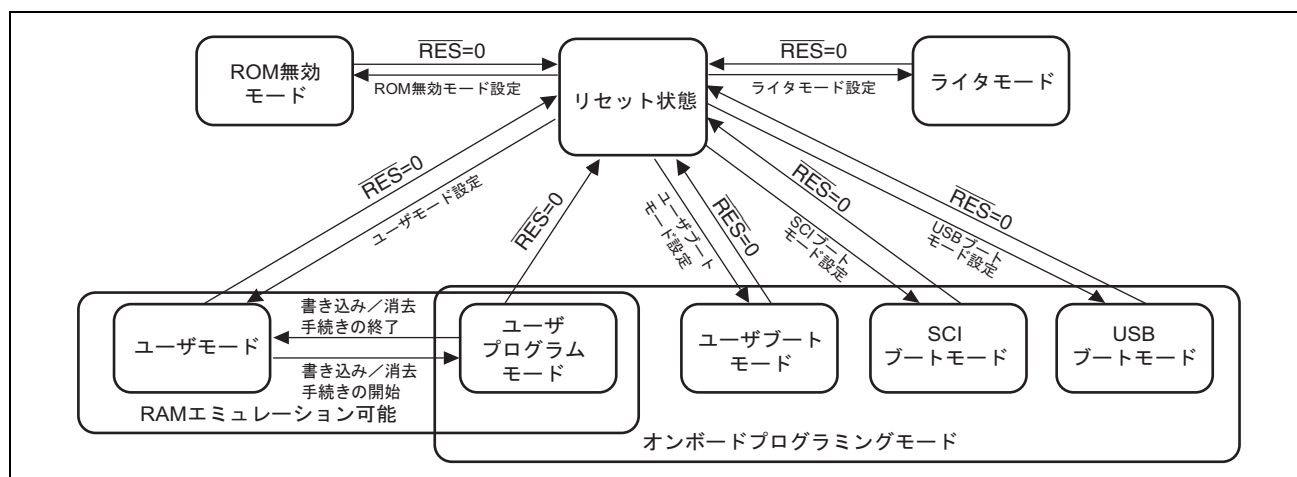 ROM無効
モード
RES=0
ROM無効モード設定
リセット状態
RES=0
ライタモード設定
ライタモード
RES=0
ユーザモード設定
RES=0
ユーザブート
モード設定
RES=0
SCIブート
モード設定
RES=0
USBブート
モード設定
RES=0
ユーザモード
書き込み／消去
手続きの終了
書き込み／消去
手続きの開始
ユーザ
プログラム
モード
ユーザブート
モード
SCI
ブートモード
USB
ブートモード
RAMエミュレーション可能
オンボードプログラミングモード